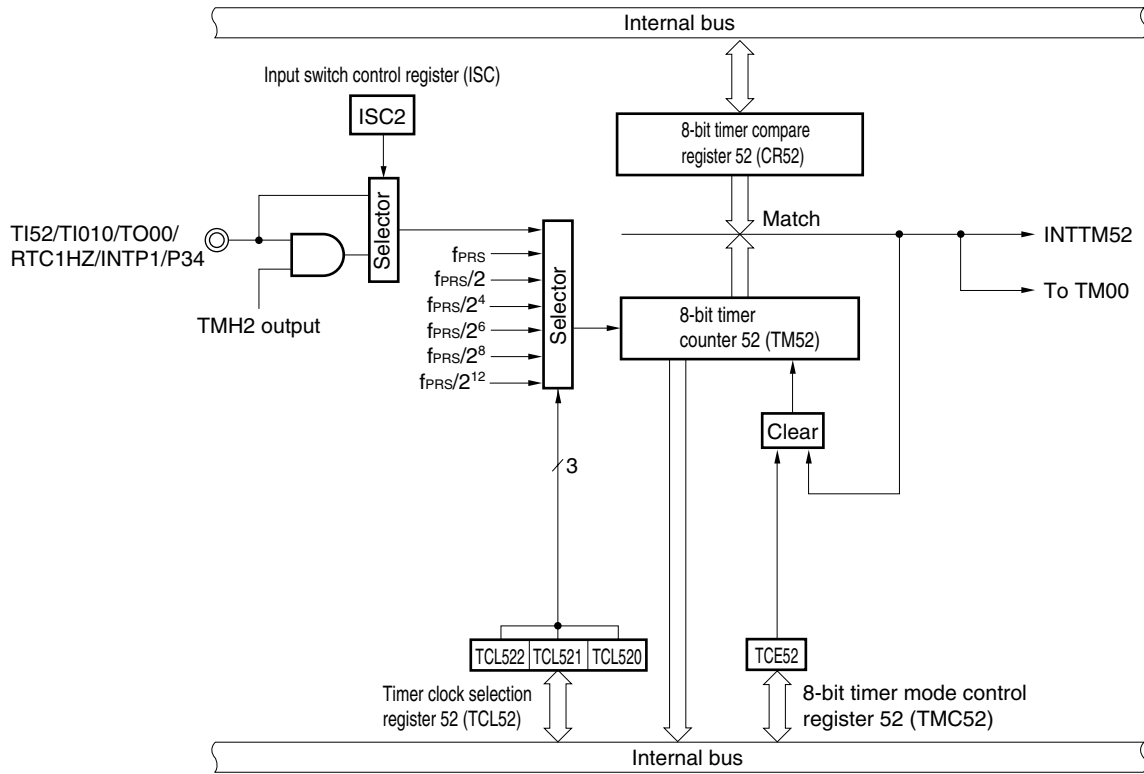 Internal bus
Input switch control register (ISC)
ISC2
8-bit timer compare
register 52 (CR52)
Selector
Match
TI52/TI010/TO00/
RTC1HZ/INTP1/P34
INTTM52
fPRS
fPRS/2
fPRS/2⁴
fPRS/2⁶
fPRS/2⁸
fPRS/2¹²
Selector
To TM00
TMH2 output
8-bit timer
counter 52 (TM52)
Clear
3
TCL522 TCL521 TCL520
TCE52
Timer clock selection
register 52 (TCL52)
8-bit timer mode control
register 52 (TMC52)
Internal bus